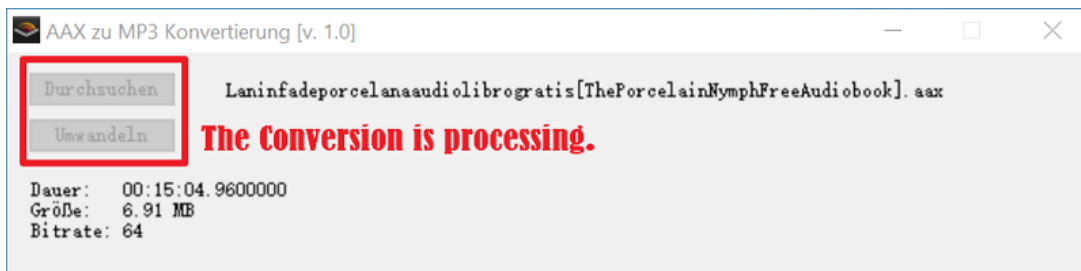 AAX zu MP3 Konvertierung [v. 1.0]
Durchsuchen
Laninfadeporcelanaaudiolibrogratis[ThePorcelainNymphFreeAudiobook].aax
Umwandeln
The Conversion is processing.
Dauer: 00:15:04.9600000
Größe: 6.91 MB
Bitrate: 64